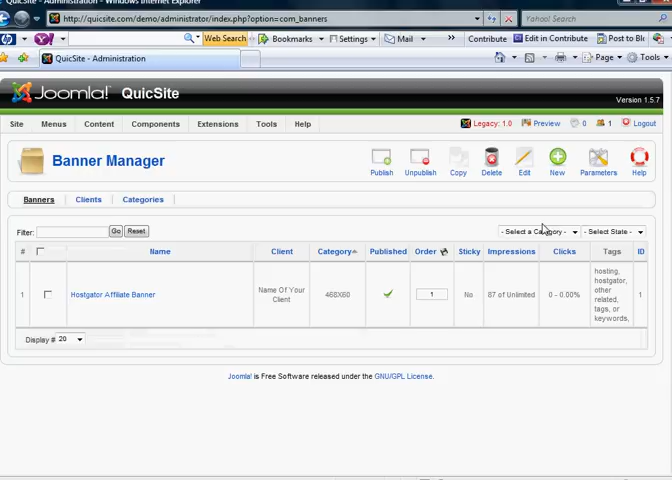 QuicSite - Administration - Windows Internet Explorer
http://quicsite.com/demo/administrator/index.php?option=com_banners
Yahoo! Search
Y!
Web Search
Bookmarks
Settings
Mail
>>
Contribute
Edit in Contribute
Post to Bl
QuicSite - Administration
Page
Tools
Joomla! QuicSite
Version 1.5.7
Site Menus Content Components Extensions Tools Help
Legacy: 1.0 Preview 0 1 Logout
Banner Manager
Publish Unpublish Copy Delete Edit New Parameters Help
Banners Clients Categories
Filter: Go Reset
- Select a Category - - Select State -
# Name Client Category Published Order Sticky Impressions Clicks Tags ID
1 Hostgator Affiliate Banner
Name Of Your
Client
468X60
1
No
87 of Unlimited
0 - 0.00%
hosting,
hostgator,
other
related,
tags, or
keywords,
1
Display # 20
Joomla! is Free Software released under the GNU/GPL License.